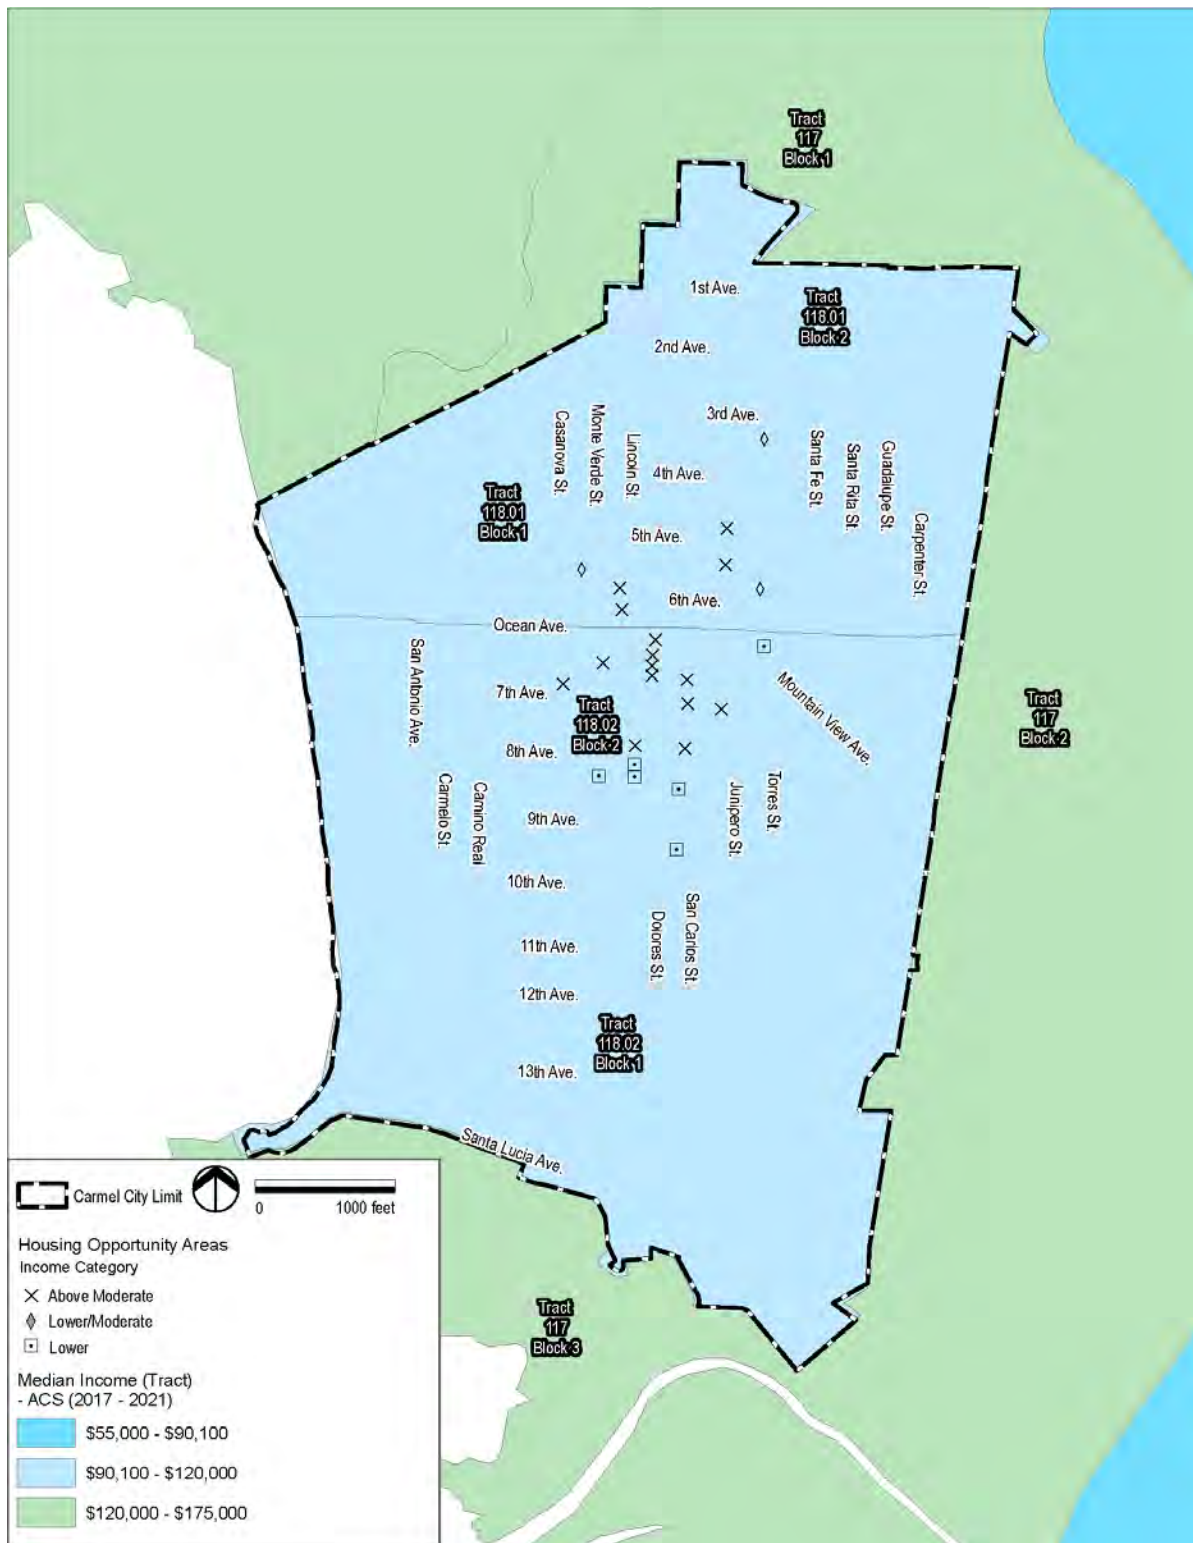 Tract
117
Block 1
1st Ave.
Tract
118.01
Block 2
2nd Ave.
3rd Ave.
Casanova St.
Monte Verde St.
Lincoln St.
4th Ave.
Santa Fe St.
Santa Rita St.
Guadalupe St.
Carpenter St.
Tract
118.01
Block 1
5th Ave.
6th Ave.
Ocean Ave.
San Antonio Ave.
7th Ave.
Mountain View Ave.
Tract
117
Block 2
Tract
118.02
Block 2
8th Ave.
Carmelo St.
Camino Real
Junipero St.
Torres St.
9th Ave.
10th Ave.
Dolores St.
San Carlos St.
11th Ave.
12th Ave.
Tract
118.02
Block 1
13th Ave.
Santa Lucia Ave.
Carmel City Limit
0
1000 feet
Housing Opportunity Areas
Income Category
Above Moderate
Lower/Moderate
Lower
Tract
117
Block 3
Median Income (Tract)
- ACS (2017 - 2021)
$55,000 - $90,100
$90,100 - $120,000
$120,000 - $175,000